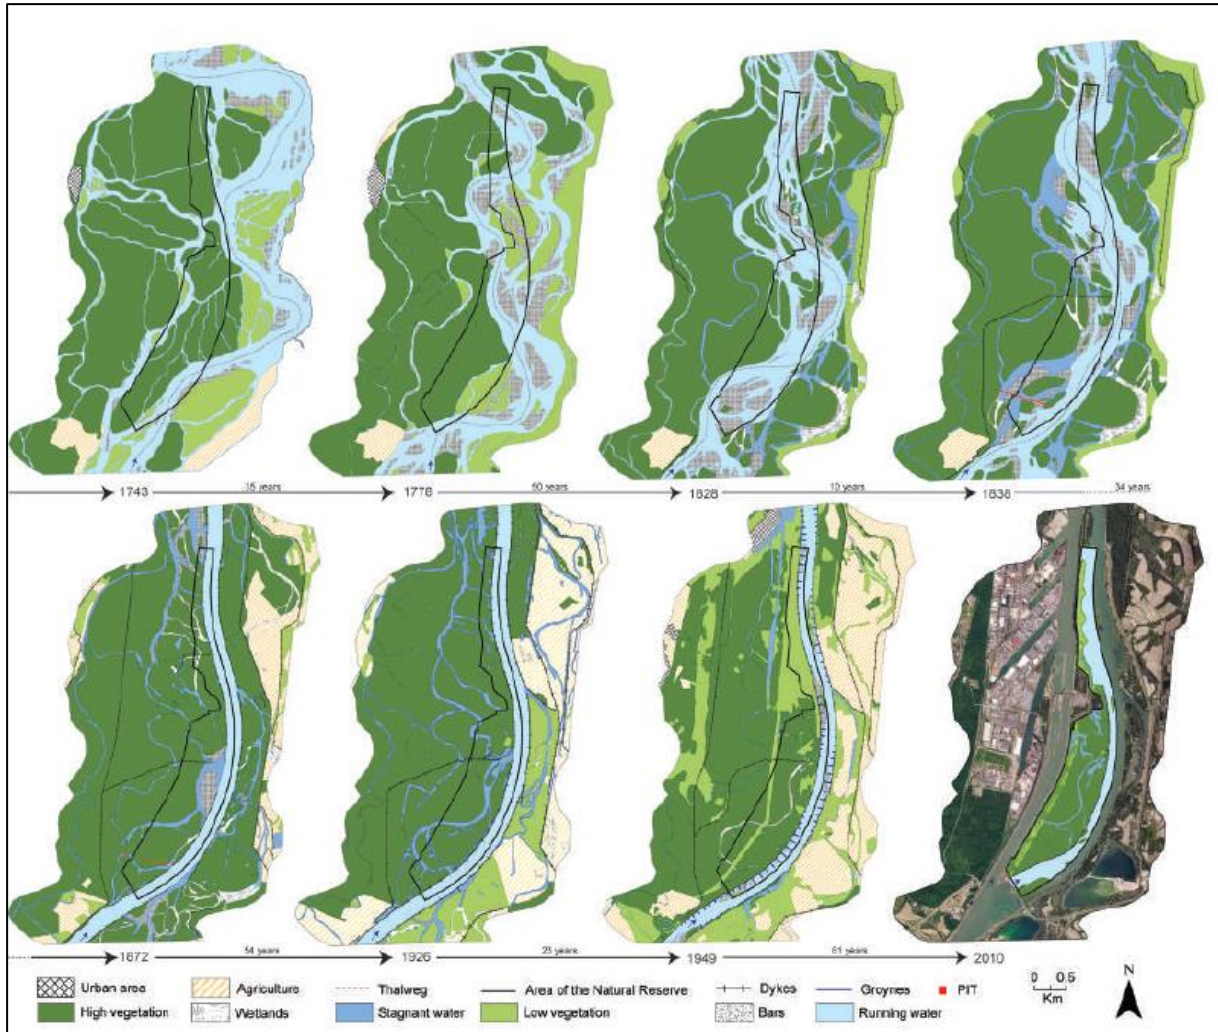 1743 35 years 1776 50 years 1828 10 years 1838 34 years
1872 54 years 1926 23 years 1949 61 years 2010
Urban area Agriculture Thalweg Area of the Natural Reserve Dykes Groynes PIT
High vegetation Wetlands Stagnant water Low vegetation Bars Running water
0 0.5
Km
N